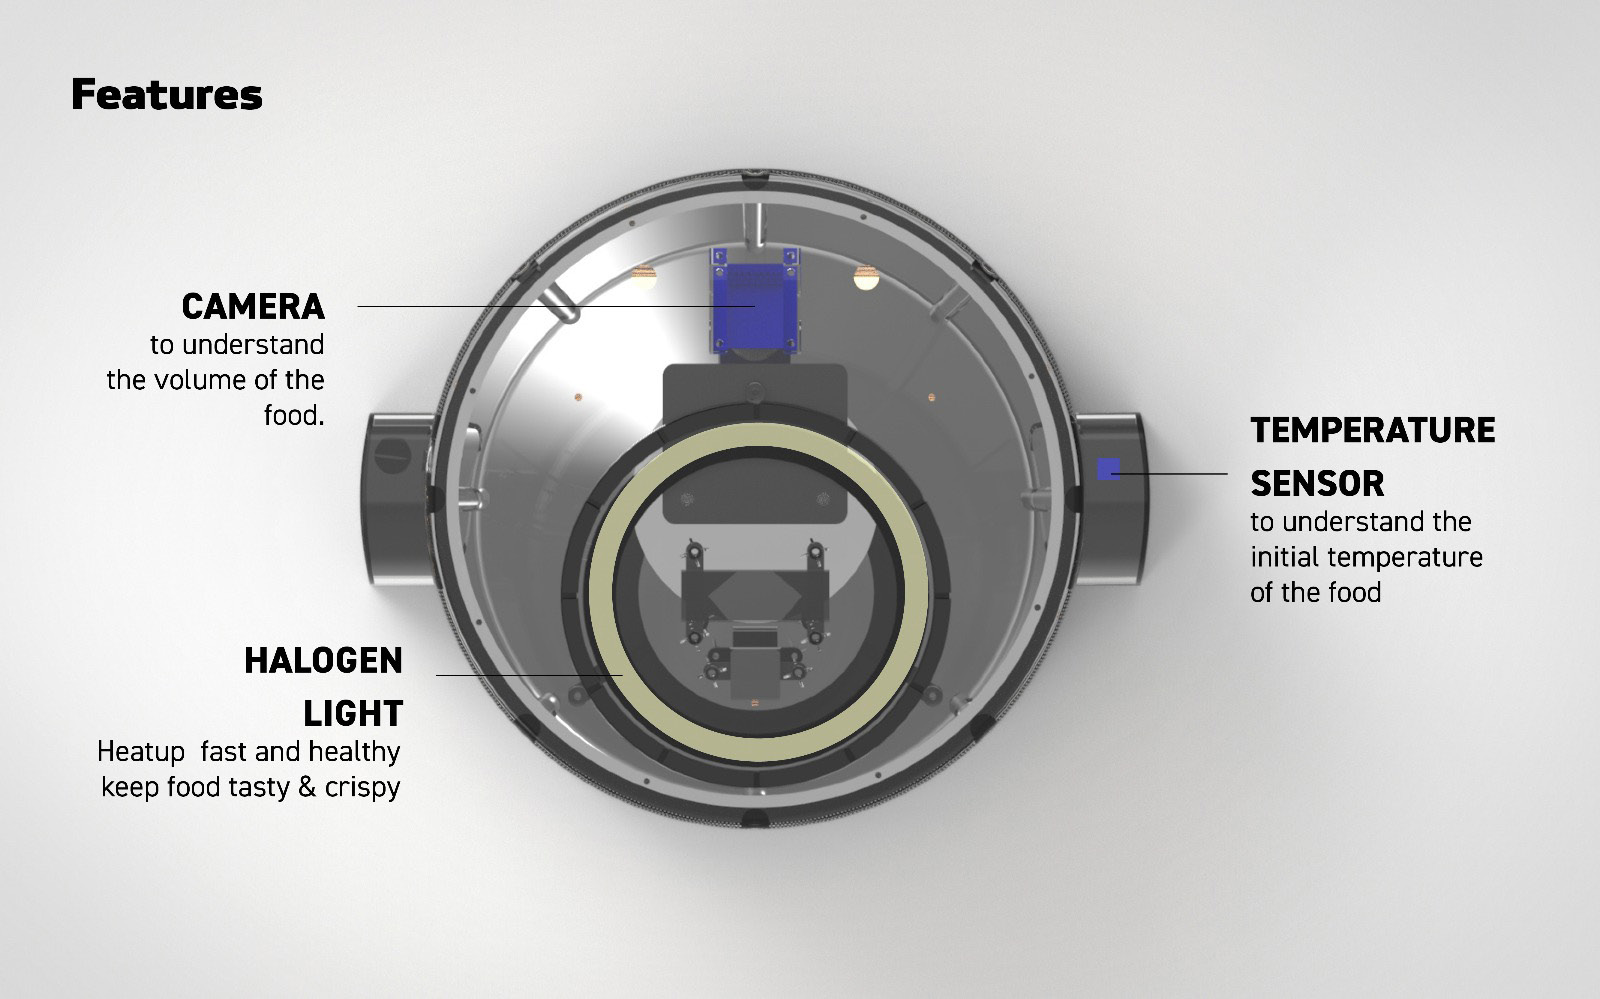 Features
CAMERA
to understand
the volume of the
food.
TEMPERATURE
SENSOR
to understand the
initial temperature
of the food
HALOGEN
LIGHT
Heatup  fast and healthy
keep food tasty & crispy